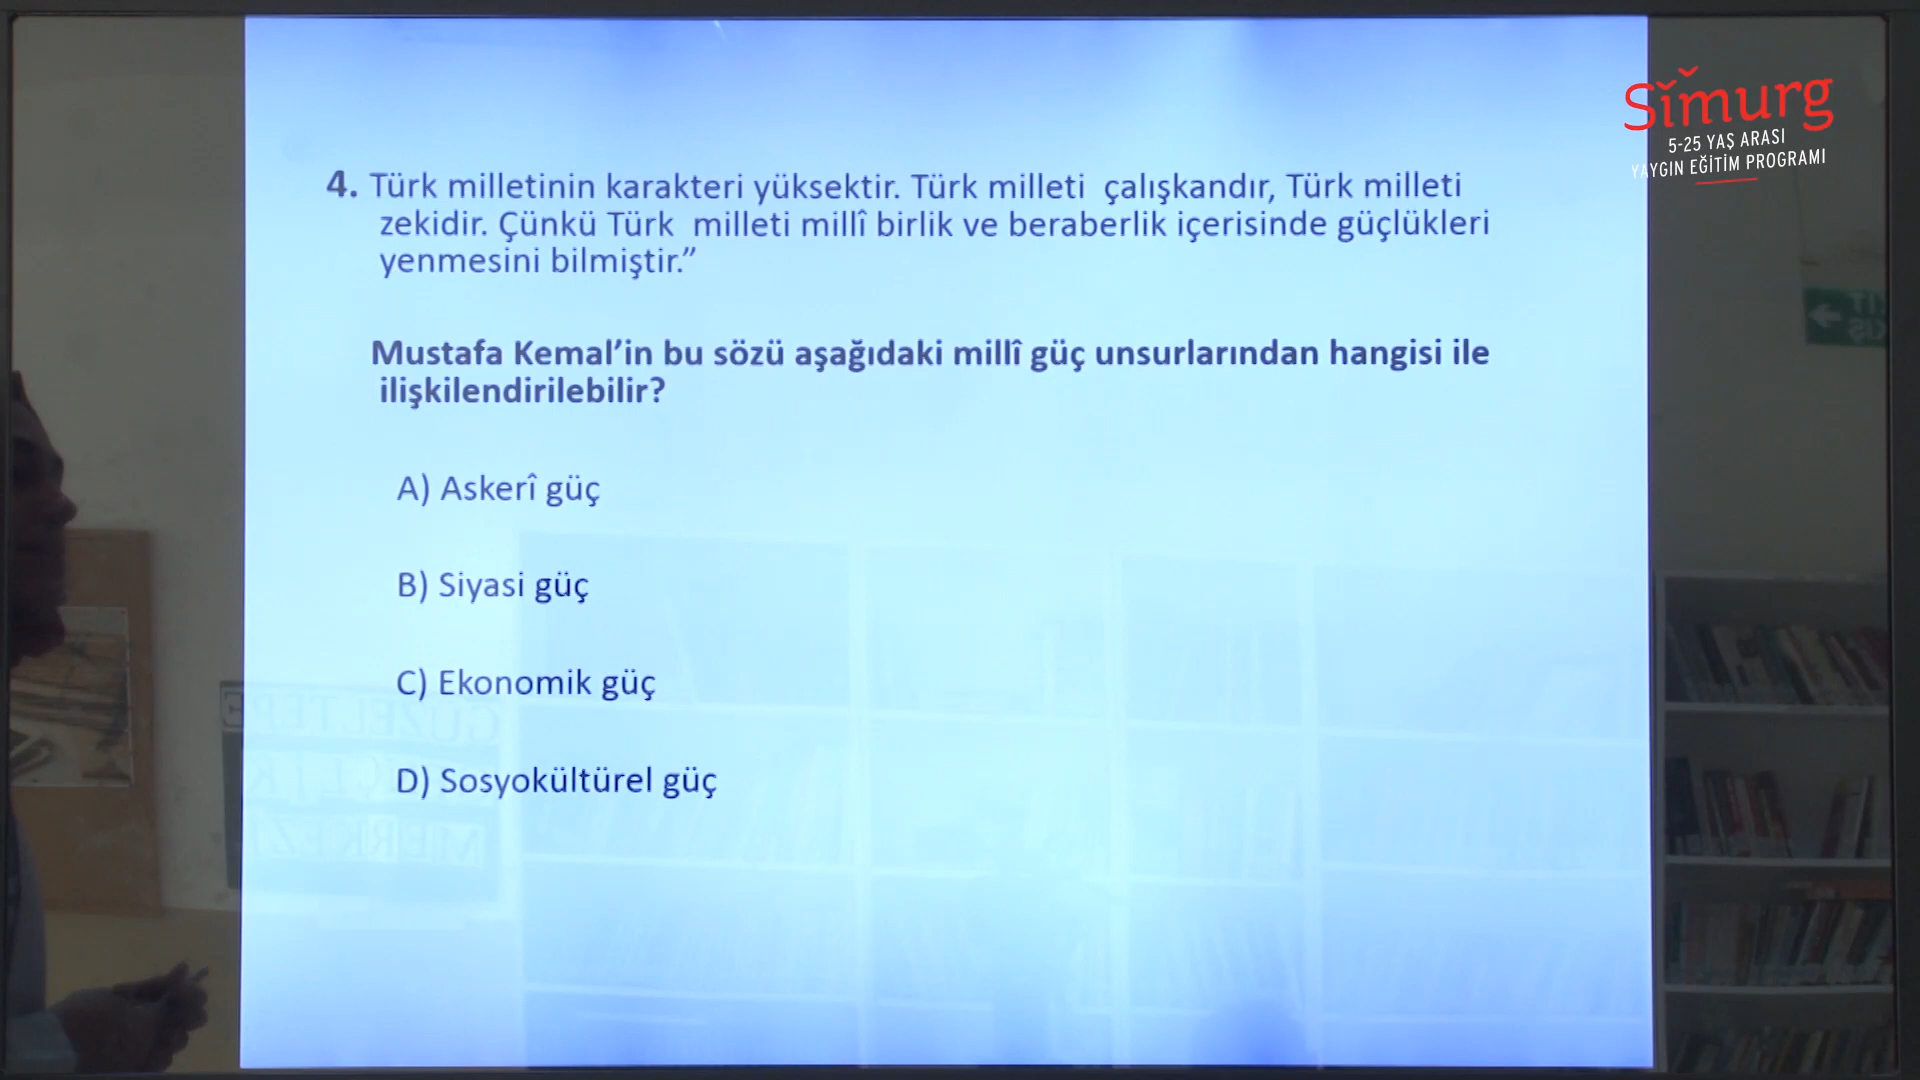 Simurg
5-25 YAŞ ARASI
YAYGIN EĞİTİM PROGRAMI
4. Türk milletinin karakteri yüksektir. Türk milleti çalışkandır, Türk milleti
zekidir. Çünkü Türk milleti millî birlik ve beraberlik içerisinde güçlükleri
yenmesini bilmiştir.”
Mustafa Kemal’in bu sözü aşağıdaki millî güç unsurlarından hangisi ile
ilişkilendirilebilir?
A) Askerî güç
B) Siyasi güç
C) Ekonomik güç
D) Sosyokültürel güç
GÜZELTEPE
MERKEZİ